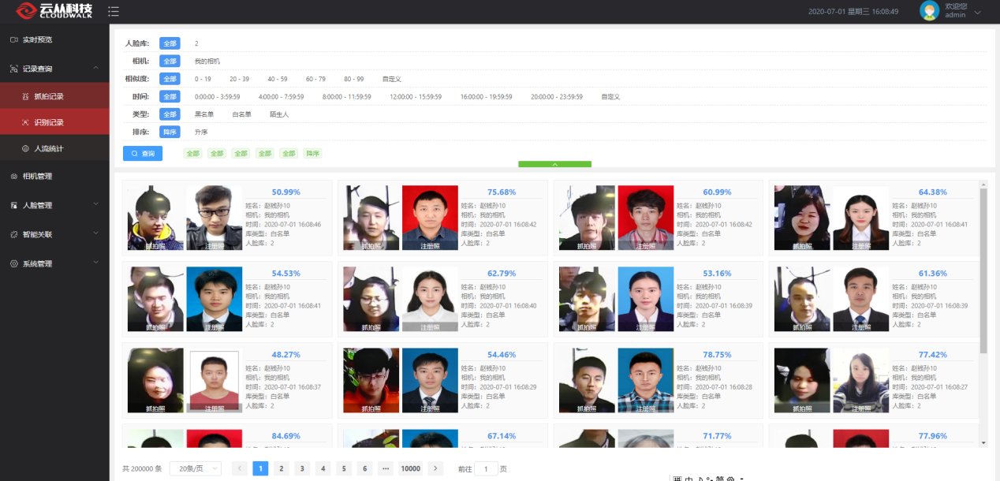 云从科技
CLOUDWALK
2020-07-01 星期三 16:08:49
欢迎您
admin
实时预览
记录查询
抓拍记录
识别记录
人流统计
相机管理
人脸管理
智能关联
系统管理
人脸库: 全部 2
相机: 全部 我的相机
相似度: 全部 0 - 19 20 - 39 40 - 59 60 - 79 80 - 99 自定义
时间: 全部 0:00:00 - 3:59:59 4:00:00 - 7:59:59 8:00:00 - 11:59:59 12:00:00 - 15:59:59 16:00:00 - 19:59:59 20:00:00 - 23:59:59 自定义
类型: 全部 黑名单 白名单 陌生人
排序: 降序 升序
查询 全部 全部 全部 全部 全部 降序
50.99%
姓名: 赵钱孙10
相机: 我的相机
时间: 2020-07-01 16:08:46
库类型: 白名单
人脸库: 2
抓拍照 注册照
75.68%
姓名: 赵钱孙10
相机: 我的相机
时间: 2020-07-01 16:08:42
库类型: 白名单
人脸库: 2
抓拍照 注册照
60.99%
姓名: 赵钱孙10
相机: 我的相机
时间: 2020-07-01 16:08:42
库类型: 白名单
人脸库: 2
抓拍照 注册照
64.38%
姓名: 赵钱孙10
相机: 我的相机
时间: 2020-07-01 16:08:41
库类型: 白名单
人脸库: 2
抓拍照 注册照
54.53%
姓名: 赵钱孙10
相机: 我的相机
时间: 2020-07-01 16:08:41
库类型: 白名单
人脸库: 2
抓拍照 注册照
62.79%
姓名: 赵钱孙10
相机: 我的相机
时间: 2020-07-01 16:08:40
库类型: 白名单
人脸库: 2
抓拍照 注册照
53.16%
姓名: 赵钱孙10
相机: 我的相机
时间: 2020-07-01 16:08:39
库类型: 白名单
人脸库: 2
抓拍照 注册照
61.36%
姓名: 赵钱孙10
相机: 我的相机
时间: 2020-07-01 16:08:39
库类型: 白名单
人脸库: 2
抓拍照 注册照
48.27%
姓名: 赵钱孙10
相机: 我的相机
时间: 2020-07-01 16:08:37
库类型: 白名单
人脸库: 2
抓拍照 注册照
54.46%
姓名: 赵钱孙10
相机: 我的相机
时间: 2020-07-01 16:08:29
库类型: 白名单
人脸库: 2
抓拍照 注册照
78.75%
姓名: 赵钱孙10
相机: 我的相机
时间: 2020-07-01 16:08:28
库类型: 白名单
人脸库: 2
抓拍照 注册照
77.42%
姓名: 赵钱孙10
相机: 我的相机
时间: 2020-07-01 16:08:27
库类型: 白名单
人脸库: 2
抓拍照 注册照
84.69%
67.14%
71.77%
77.96%
共 200000 条 20条/页 1 2 3 4 5 6 ··· 10000 前往 1 页